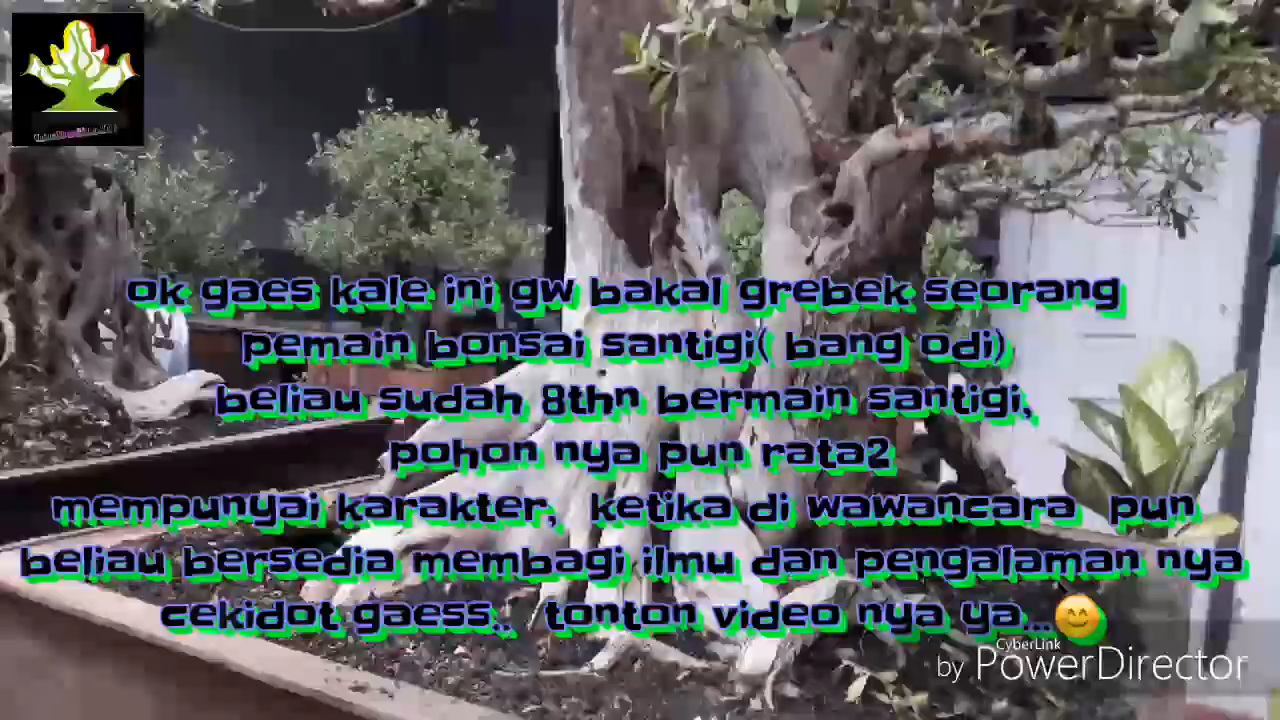 ok gaes kale ini gw bakal grebek seorang
pemain bonsai santigi( bang odi)
beliau sudah 8thn bermain santigi,
pohon nya pun rata2
mempunyai karakter, ketika di wawancara pun
beliau bersedia membagi ilmu dan pengalaman nya
cekidot gaess.. tonton video nya ya...😊
CyberLink
by PowerDirector